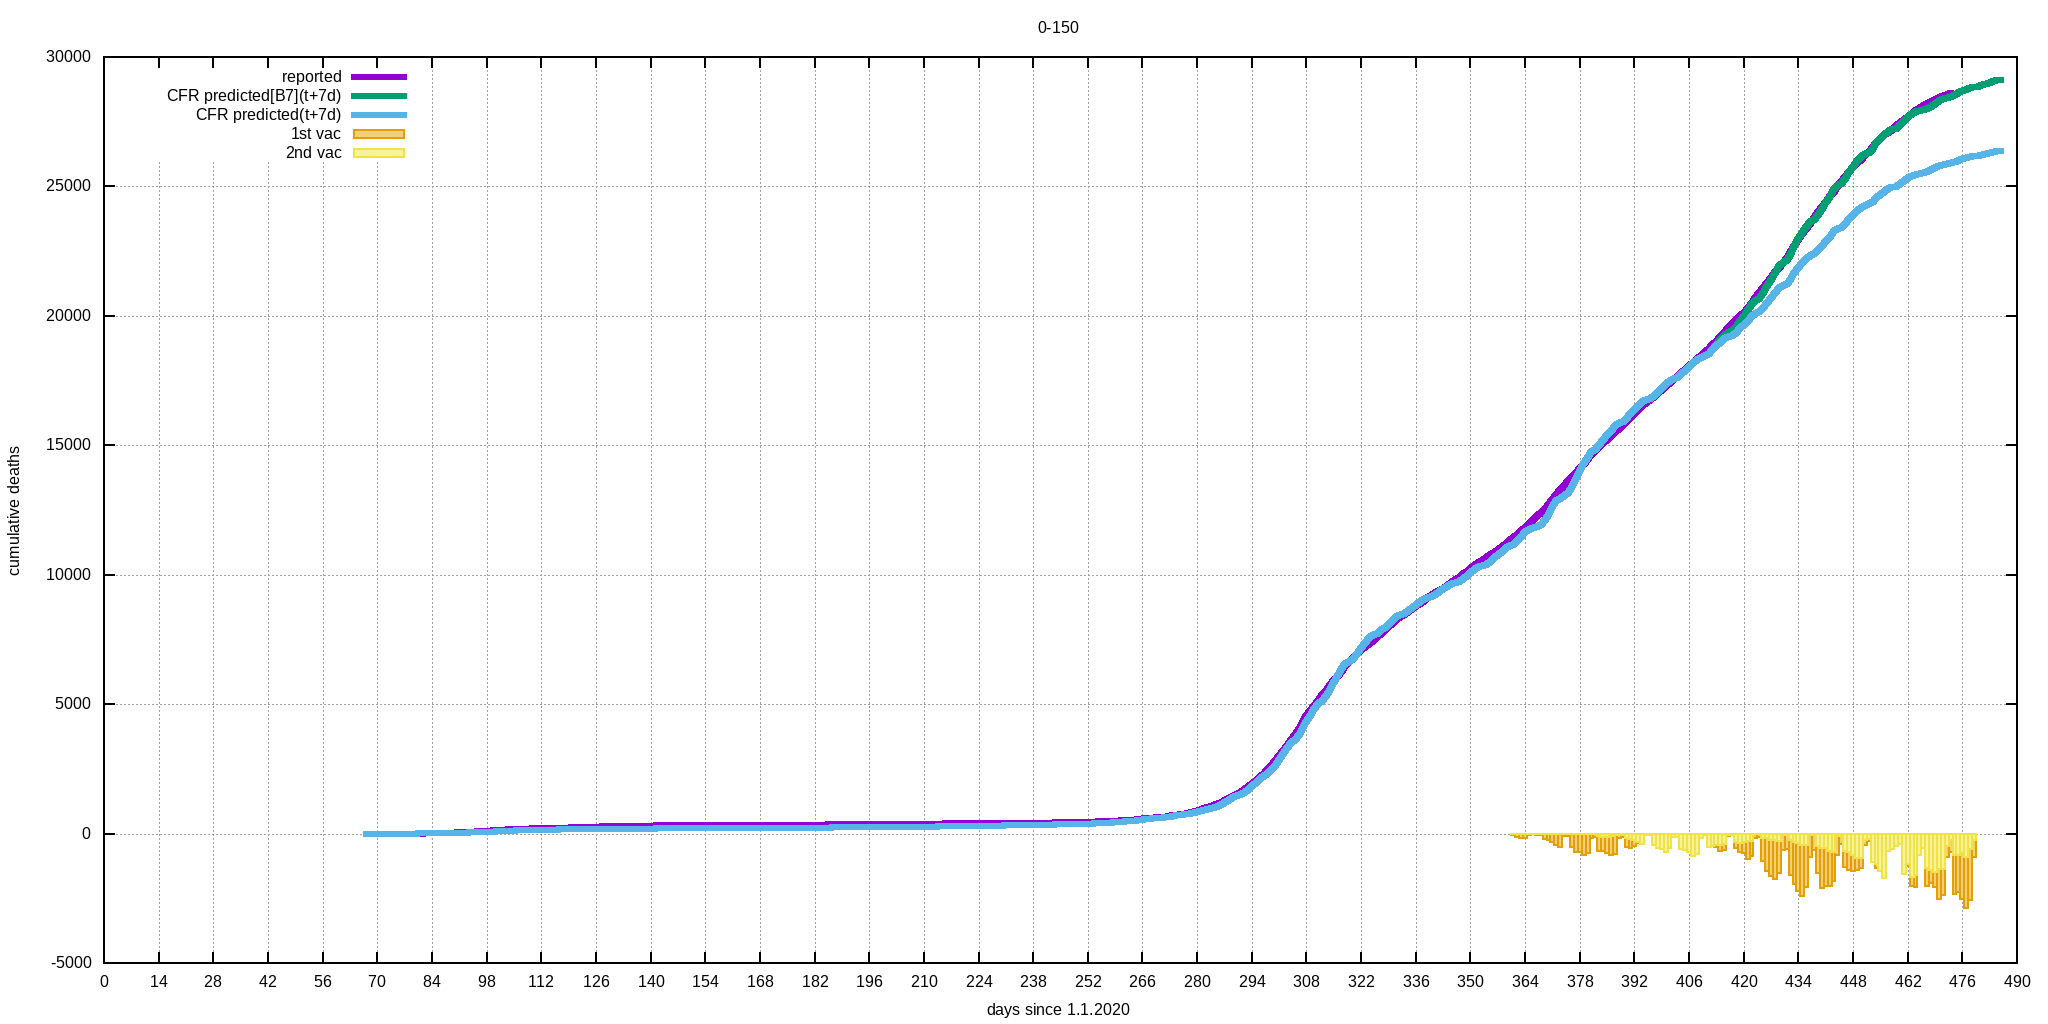 0-150
30000
25000
20000
15000
10000
5000
0
-5000
cumulative deaths
reported
CFR predicted[B7](t+7d)
CFR predicted(t+7d)
1st vac
2nd vac
0 14 28 42 56 70 84 98 112 126 140 154 168 182 196 210 224 238 252 266 280 294 308 322 336 350 364 378 392 406 420 434 448 462 476 490
days since 1.1.2020